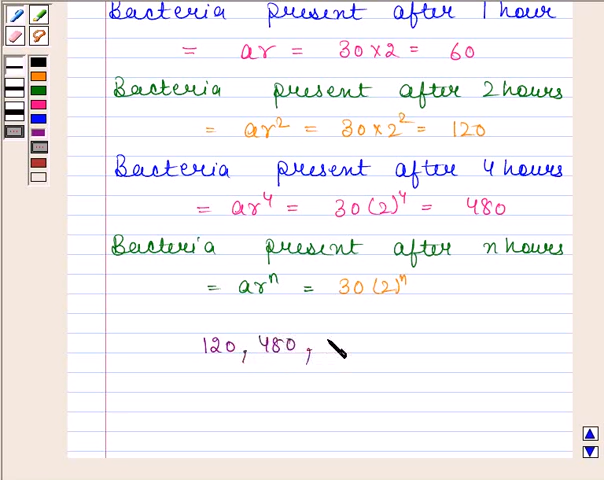 Bacteria present after 1 hour
= ar = 30×2 = 60
Bacteria present after 2 hours
= ar² = 30×2² = 120
Bacteria present after 4 hours
= ar⁴ = 30(2)⁴ = 480
Bacteria present after n hours
= arⁿ = 30(2)ⁿ
120, 480,